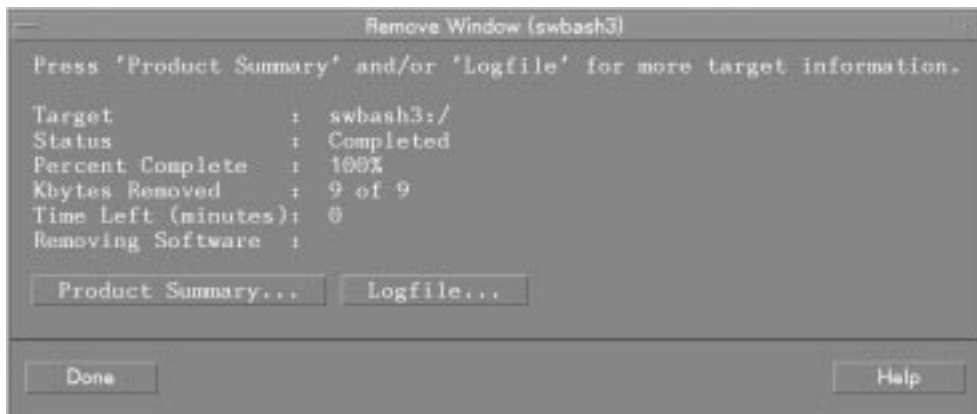 Remove Window (swbash3)
Press 'Product Summary' and/or 'Logfile' for more target information.
Target : swbash3:/
Status : Completed
Percent Complete : 100%
Kbytes Removed : 9 of 9
Time Left (minutes): 0
Removing Software :
Product Summary... Logfile...
Done Help